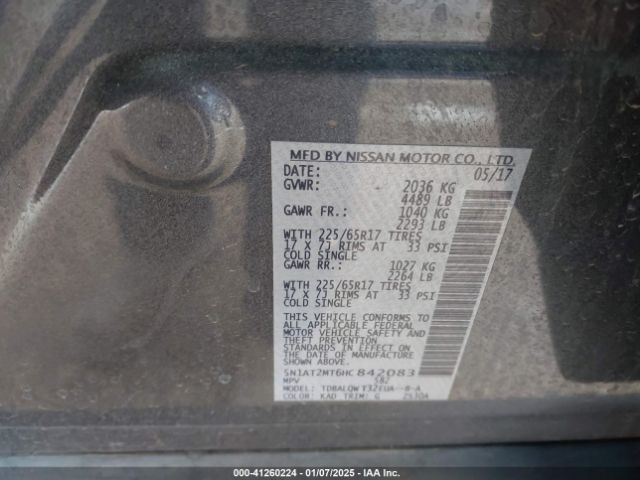 MFD BY NISSAN MOTOR CO., LTD.
DATE: 05/17
GVWR: 2036 KG
4489 LB
GAWR FR.: 1040 KG
2293 LB
WITH 225/65R17 TIRES
17 X 7J RIMS AT 33 PSI
COLD SINGLE
GAWR RR.: 1027 KG
2264 LB
WITH 225/65R17 TIRES
17 X 7J RIMS AT 33 PSI
COLD SINGLE
THIS VEHICLE CONFORMS TO
ALL APPLICABLE FEDERAL
MOTOR VEHICLE SAFETY AND
THEFT PREVENTION
STANDARDS IN EFFECT ON
THE DATE OF MANUFACTURE
SHOWN ABOVE.
5N1AT2MT6HC842083
MPV
MODEL:
COLOR: KAD TRIM: G
000-41260224 - 01/07/2025 - IAA Inc.